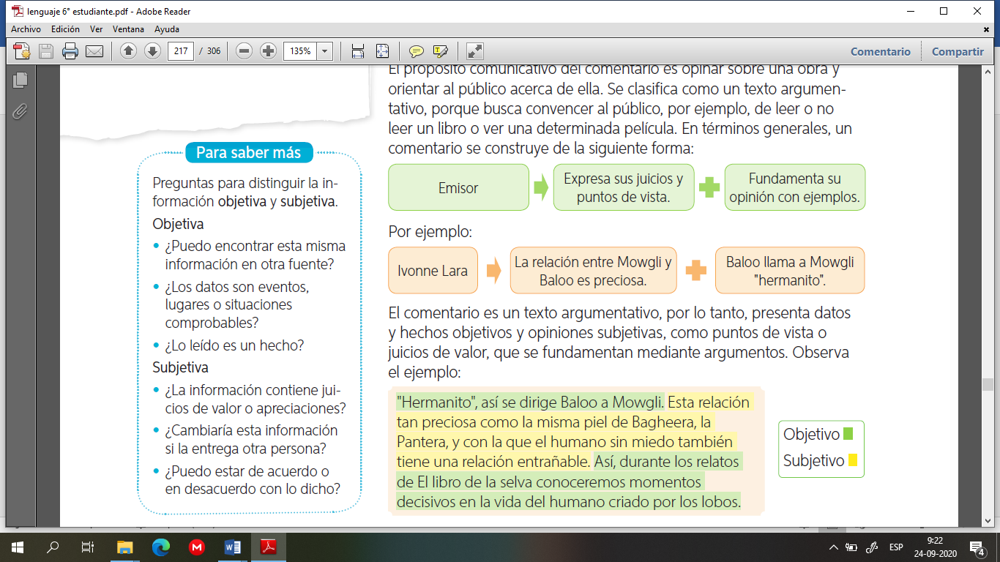 lenguaje 6° estudiante.pdf - Adobe Reader
Archivo Edición Ver Ventana Ayuda
217 / 306 135% Comentario Compartir
El propósito comunicativo del comentario es opinar sobre una obra y
orientar al público acerca de ella. Se clasifica como un texto argumen-
tativo, porque busca convencer al público, por ejemplo, de leer o no
leer un libro o ver una determinada película. En términos generales, un
comentario se construye de la siguiente forma:
Emisor
Expresa sus juicios y
puntos de vista.
Fundamenta su
opinión con ejemplos.
Por ejemplo:
Ivonne Lara
La relación entre Mowgli y
Baloo es preciosa.
Baloo llama a Mowgli
"hermanito".
El comentario es un texto argumentativo, por lo tanto, presenta datos
y hechos objetivos y opiniones subjetivas, como puntos de vista o
juicios de valor, que se fundamentan mediante argumentos. Observa
el ejemplo:
"Hermanito", así se dirige Baloo a Mowgli. Esta relación
tan preciosa como la misma piel de Bagheera, la
Pantera, y con la que el humano sin miedo también
tiene una relación entrañable. Así, durante los relatos
de El libro de la selva conoceremos momentos
decisivos en la vida del humano criado por los lobos.
Objetivo
Subjetivo
Para saber más
Preguntas para distinguir la in-
formación objetiva y subjetiva.
Objetiva
• ¿Puedo encontrar esta misma
información en otra fuente?
• ¿Los datos son eventos,
lugares o situaciones
comprobables?
• ¿Lo leído es un hecho?
Subjetiva
• ¿La información contiene jui-
cios de valor o apreciaciones?
• ¿Cambiaría esta información
si la entrega otra persona?
• ¿Puedo estar de acuerdo o
en desacuerdo con lo dicho?
ESP
9:22
24-09-2020
4